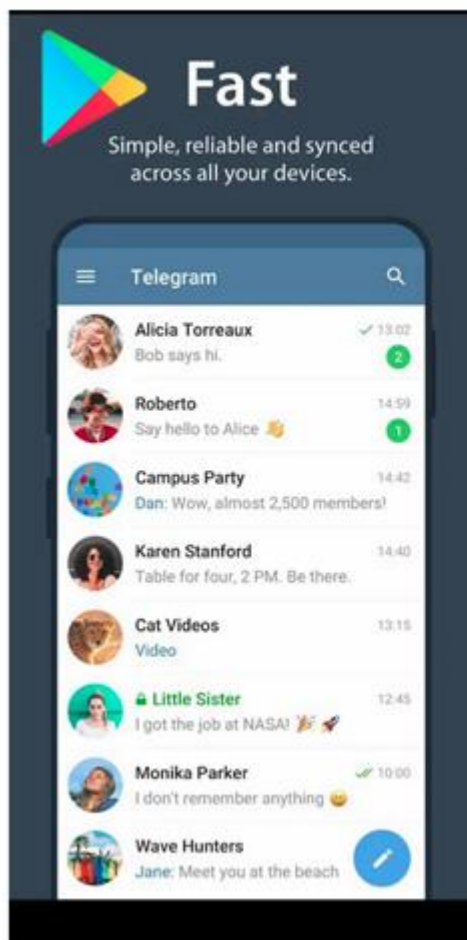 Fast
Simple, reliable and synced
across all your devices.
Telegram
Alicia Torreaux 13:02
Bob says hi. 2
Roberto 14:59
Say hello to Alice 👋 1
Campus Party 14:42
Dan: Wow, almost 2,500 members!
Karen Stanford 14:40
Table for four, 2 PM. Be there.
Cat Videos 13:15
Video
Little Sister 12:45
I got the job at NASA! 🎉 🚀
Monika Parker 10:00
I don't remember anything 😄
Wave Hunters
Jane: Meet you at the beach